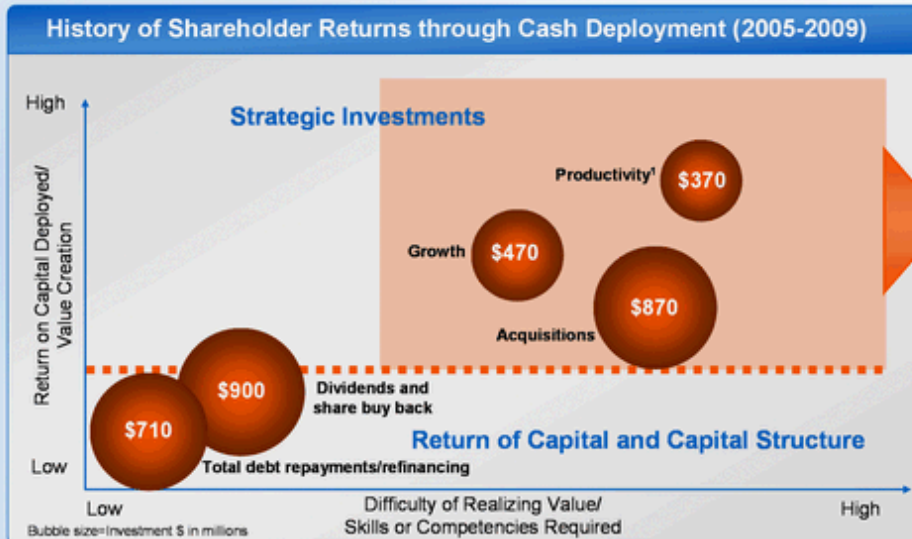 History of Shareholder Returns through Cash Deployment (2005-2009)
High
Strategic Investments
Productivity¹
$370
Growth
$470
$870
Acquisitions
Return on Capital Deployed/
Value Creation
$900
Dividends and
share buy back
$710
Return of Capital and Capital Structure
Low
Total debt repayments/refinancing
Low
Difficulty of Realizing Value/
Skills or Competencies Required
High
Bubble size=Investment $ in millions